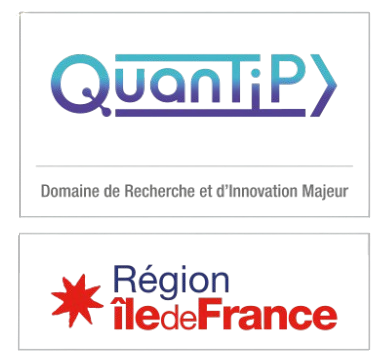 QuanTiP
Domaine de Recherche et d'Innovation Majeur
Région
îledeFrance